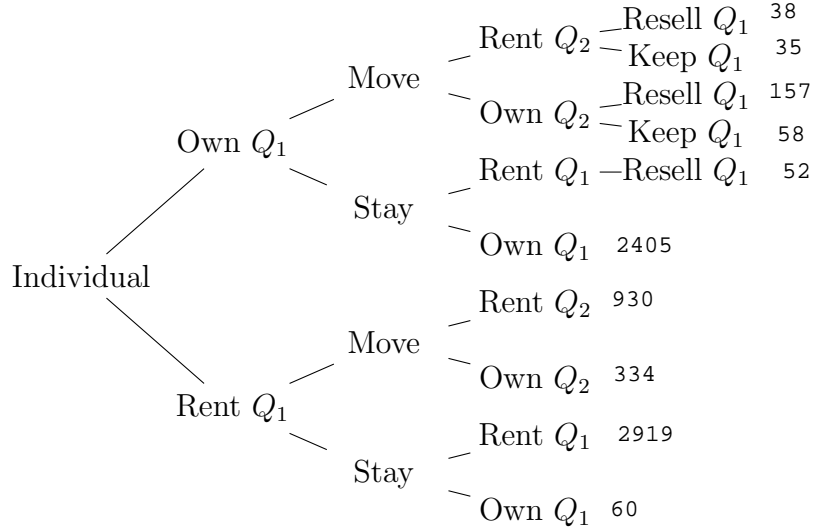 Rent Q₂ Resell Q₁ 38
Keep Q₁ 35
Move
Own Q₂ Resell Q₁ 157
Keep Q₁ 58
Own Q₁
Rent Q₁ Resell Q₁ 52
Stay
Own Q₁ 2405
Individual
Rent Q₂ 930
Move
Own Q₂ 334
Rent Q₁
Rent Q₁ 2919
Stay
Own Q₁ 60